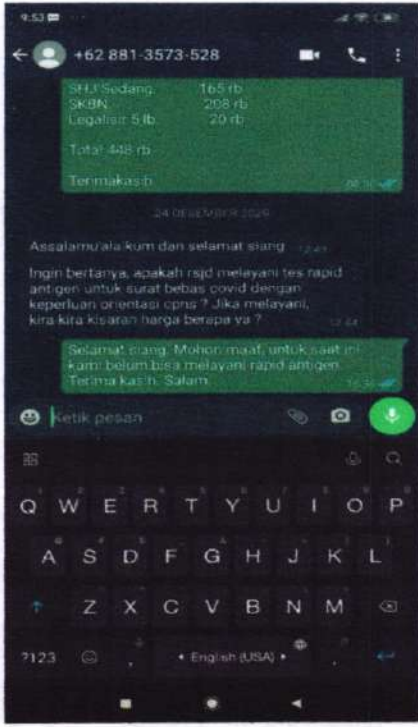 9:53
+62 881-3573-528
SHJ Sedang 165 rb
SKBN 208 rb
Legalisir 5 lb 20 rb
Total 448 rb
Terimakasih
24 DESEMBER 2020
Assalamu'alaikum dan selamat siang
Ingin bertanya, apakah rsjd melayani tes rapid
antigen untuk surat bebas covid dengan
keperluan orientasi cpns ? Jika melayani,
kira kira kisaran harga berapa ya ?
Selamat siang. Mohon maaf, untuk saat ini
kami belum bisa melayani rapid antigen.
Terima kasih. Salam.
Ketik pesan
Q W E R T Y U I O P
A S D F G H J K L
Z X C V B N M
?123 , English (USA) .